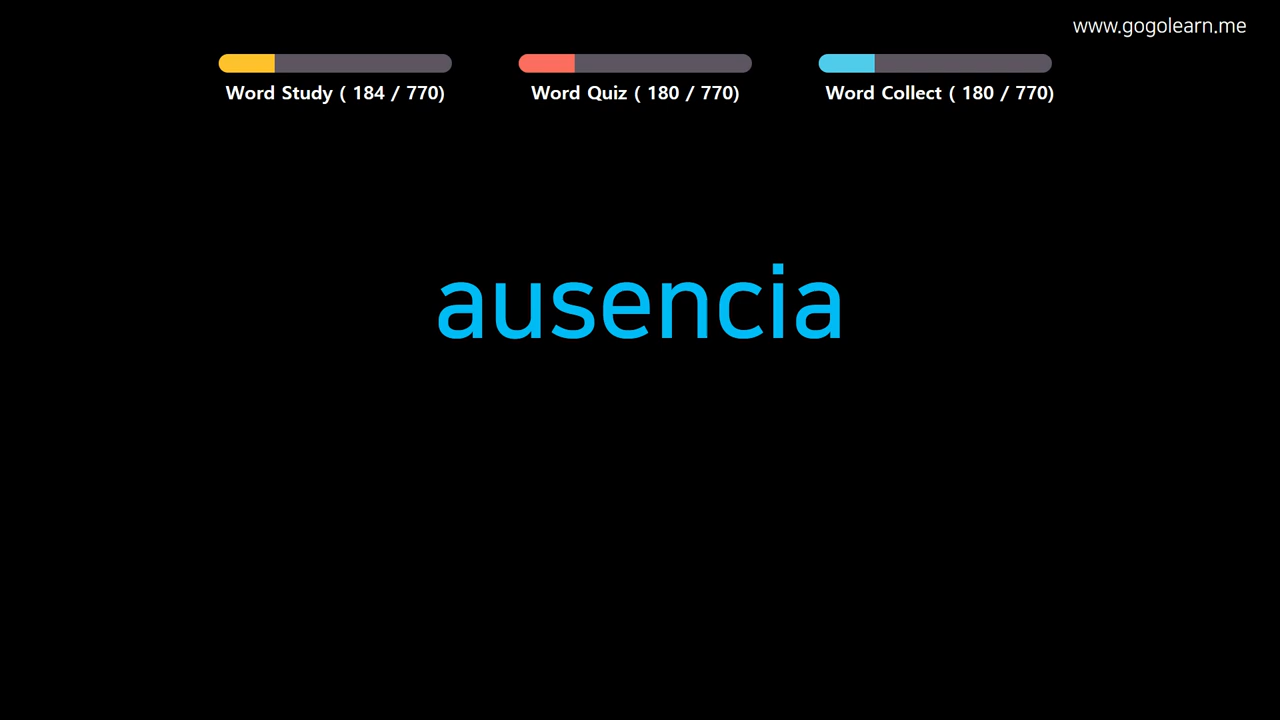 www.gogolearn.me
Word Study ( 184 / 770)
Word Quiz ( 180 / 770)
Word Collect ( 180 / 770)
ausencia